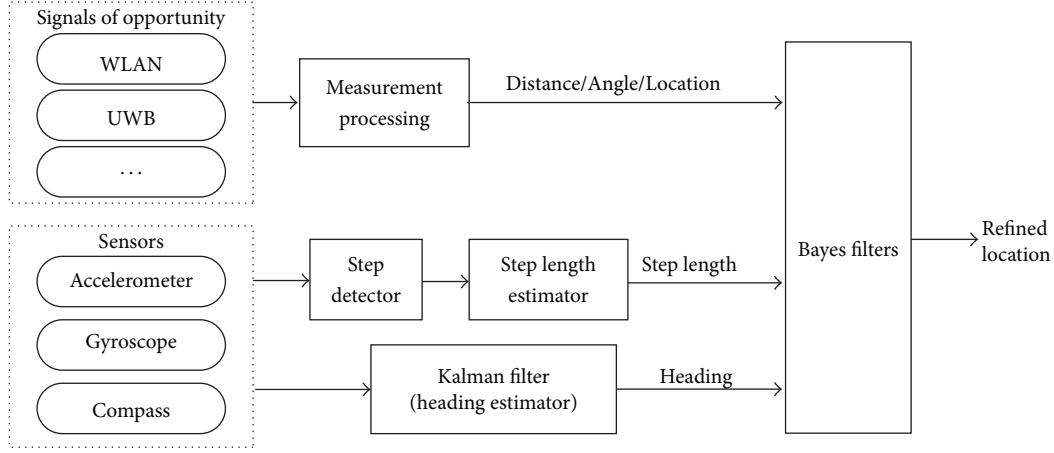 Signals of opportunity
WLAN
UWB
...
Measurement
processing
Distance/Angle/Location
Sensors
Accelerometer
Gyroscope
Compass
Step
detector
Step length
estimator
Step length
Kalman filter
(heading estimator)
Heading
Bayes filters
Refined
location